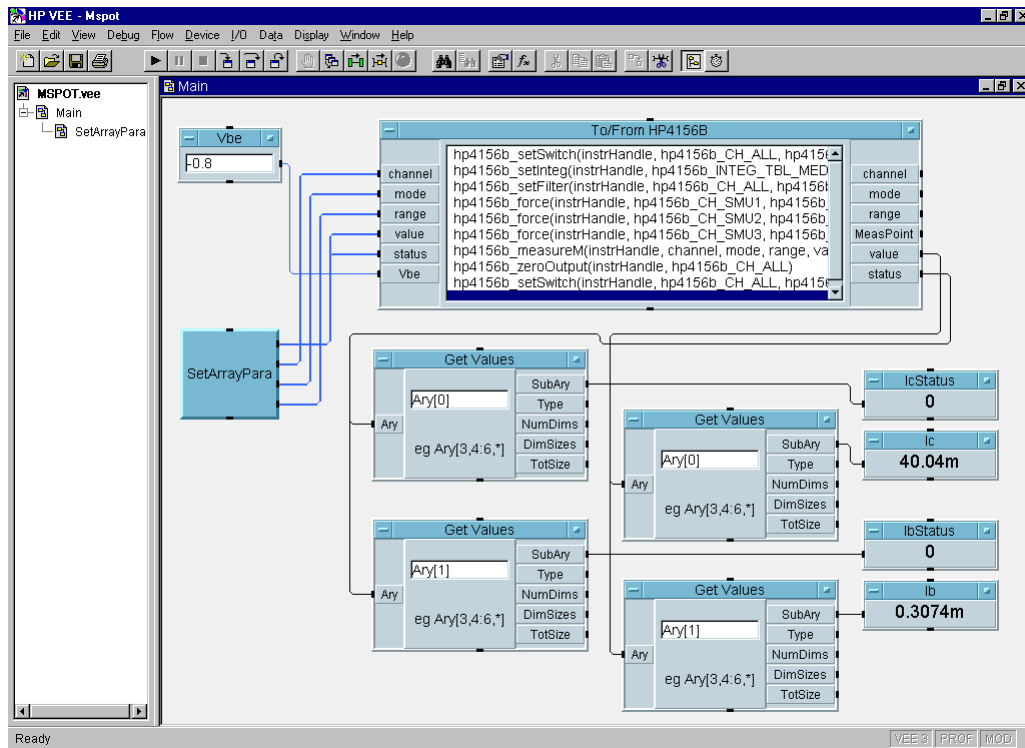 HP VEE - Mspot
File Edit View Debug Flow Device I/O Data Display Window Help
MSPOT.vee
Main
SetArrayPara
Main
Vbe
-0.8
To/From HP4156B
channel
mode
range
value
status
Vbe
hp4156b_setSwitch(instrHandle, hp4156b_CH_ALL, hp4156
hp4156b_setInteg(instrHandle, hp4156b_INTEG_TBL_MED
hp4156b_setFilter(instrHandle, hp4156b_CH_ALL, hp4156
hp4156b_force(instrHandle, hp4156b_CH_SMU1, hp4156b_
hp4156b_force(instrHandle, hp4156b_CH_SMU2, hp4156b_
hp4156b_force(instrHandle, hp4156b_CH_SMU3, hp4156b_
hp4156b_measureM(instrHandle, channel, mode, range, va
hp4156b_zeroOutput(instrHandle, hp4156b_CH_ALL)
hp4156b_setSwitch(instrHandle, hp4156b_CH_ALL, hp4156
channel
mode
range
MeasPoint
value
status
SetArrayPara
Get Values
Ary
Ary[0]
eg Ary[3,4:6,*]
SubAry
Type
NumDims
DimSizes
TotSize
Get Values
Ary
Ary[0]
eg Ary[3,4:6,*]
SubAry
Type
NumDims
DimSizes
TotSize
IcStatus
0
Ic
40.04m
Get Values
Ary
Ary[1]
eg Ary[3,4:6,*]
SubAry
Type
NumDims
DimSizes
TotSize
Get Values
Ary
Ary[1]
eg Ary[3,4:6,*]
SubAry
Type
NumDims
DimSizes
TotSize
IbStatus
0
Ib
0.3074m
Ready
VEE 3 PROF MOD